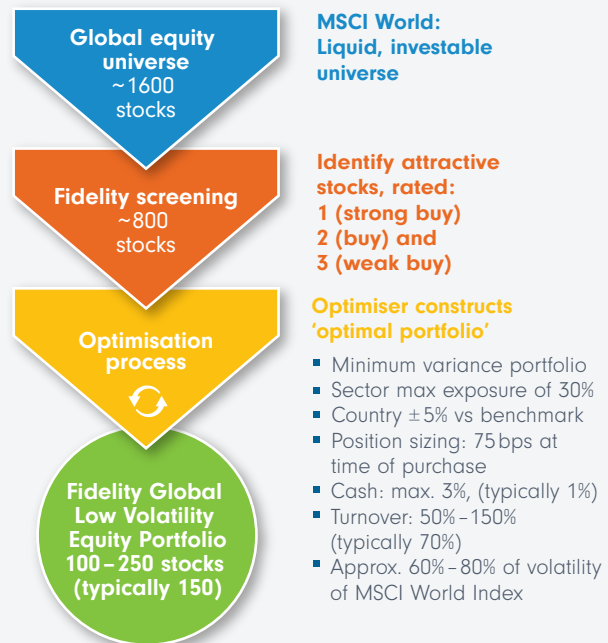 Global equity
universe
~1600
stocks
MSCI World:
Liquid, investable
universe
Fidelity screening
~800
stocks
Identify attractive
stocks, rated:
1 (strong buy)
2 (buy) and
3 (weak buy)
Optimisation
process
Optimiser constructs
‘optimal portfolio’
▪ Minimum variance portfolio
▪ Sector max exposure of 30%
▪ Country ±5% vs benchmark
▪ Position sizing: 75bps at
time of purchase
▪ Cash: max. 3%, (typically 1%)
▪ Turnover: 50%–150%
(typically 70%)
▪ Approx. 60%–80% of volatility
of MSCI World Index
Fidelity Global
Low Volatility
Equity Portfolio
100–250 stocks
(typically 150)